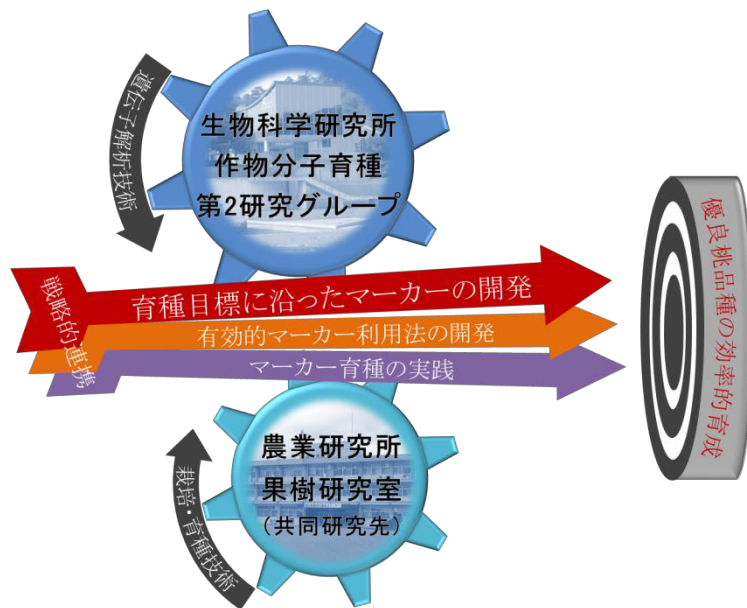 遺伝子解析技術
生物科学研究所
作物分子育種
第2研究グループ
戦略的連携
育種目標に沿ったマーカーの開発
有効的マーカー利用法の開発
マーカー育種の実践
優良桃品種の効率的育成
農業研究所
果樹研究室
(共同研究先)
栽培・育種技術